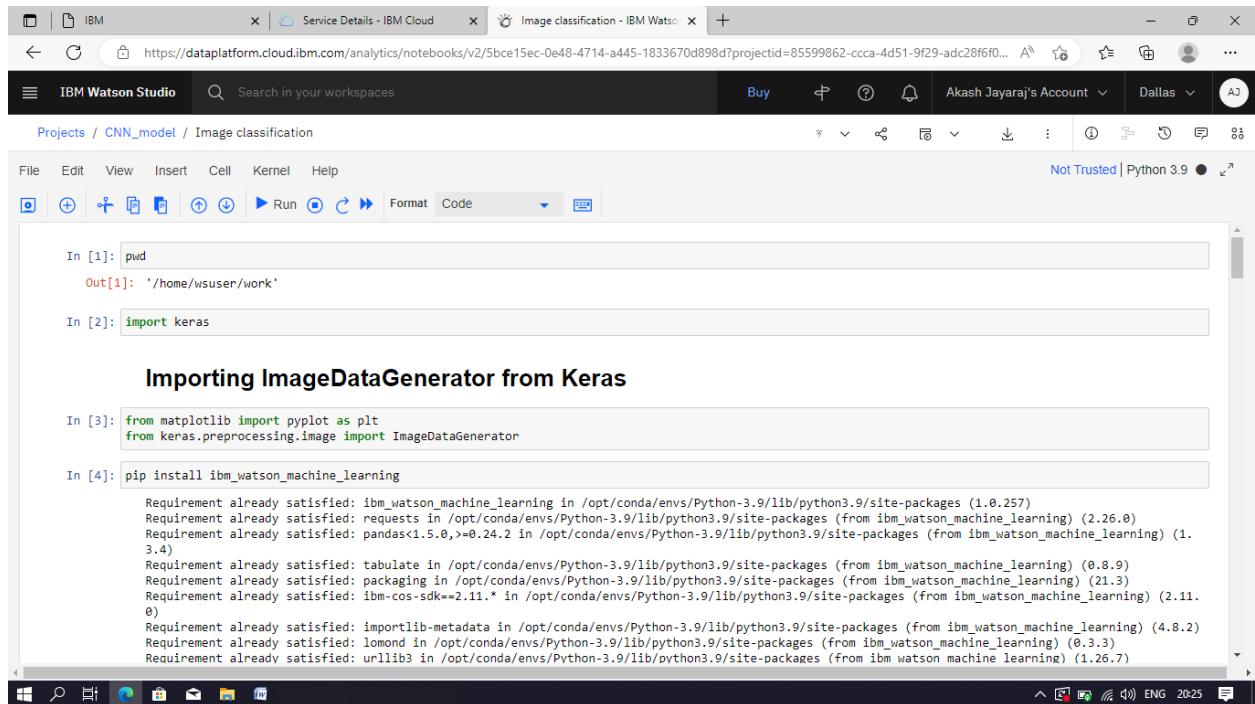 IBM
Service Details - IBM Cloud
Image classification - IBM Watso
https://dataplatform.cloud.ibm.com/analytics/notebooks/v2/5bce15ec-0e48-4714-a445-1833670d898d?projectid=85599862-ccca-4d51-9f29-adc28f6f0...
IBM Watson Studio
Search in your workspaces
Buy
Akash Jayaraj's Account
Dallas
AJ
Projects / CNN_model / Image classification
File Edit View Insert Cell Kernel Help
Not Trusted | Python 3.9
Run
Format Code
In [1]: pwd
Out[1]: '/home/wsuser/work'
In [2]: import keras
Importing ImageDataGenerator from Keras
In [3]: from matplotlib import pyplot as plt
from keras.preprocessing.image import ImageDataGenerator
In [4]: pip install ibm_watson_machine_learning
Requirement already satisfied: ibm_watson_machine_learning in /opt/conda/envs/Python-3.9/lib/python3.9/site-packages (1.0.257)
Requirement already satisfied: requests in /opt/conda/envs/Python-3.9/lib/python3.9/site-packages (from ibm_watson_machine_learning) (2.26.0)
Requirement already satisfied: pandas<1.5.0,>=0.24.2 in /opt/conda/envs/Python-3.9/lib/python3.9/site-packages (from ibm_watson_machine_learning) (1.
3.4)
Requirement already satisfied: tabulate in /opt/conda/envs/Python-3.9/lib/python3.9/site-packages (from ibm_watson_machine_learning) (0.8.9)
Requirement already satisfied: packaging in /opt/conda/envs/Python-3.9/lib/python3.9/site-packages (from ibm_watson_machine_learning) (21.3)
Requirement already satisfied: ibm-cos-sdk==2.11.* in /opt/conda/envs/Python-3.9/lib/python3.9/site-packages (from ibm_watson_machine_learning) (2.11.
0)
Requirement already satisfied: importlib-metadata in /opt/conda/envs/Python-3.9/lib/python3.9/site-packages (from ibm_watson_machine_learning) (4.8.2)
Requirement already satisfied: lomond in /opt/conda/envs/Python-3.9/lib/python3.9/site-packages (from ibm_watson_machine_learning) (0.3.3)
Requirement already satisfied: urllib3 in /opt/conda/envs/Python-3.9/lib/python3.9/site-packages (from ibm_watson_machine_learning) (1.26.7)
ENG 20:25